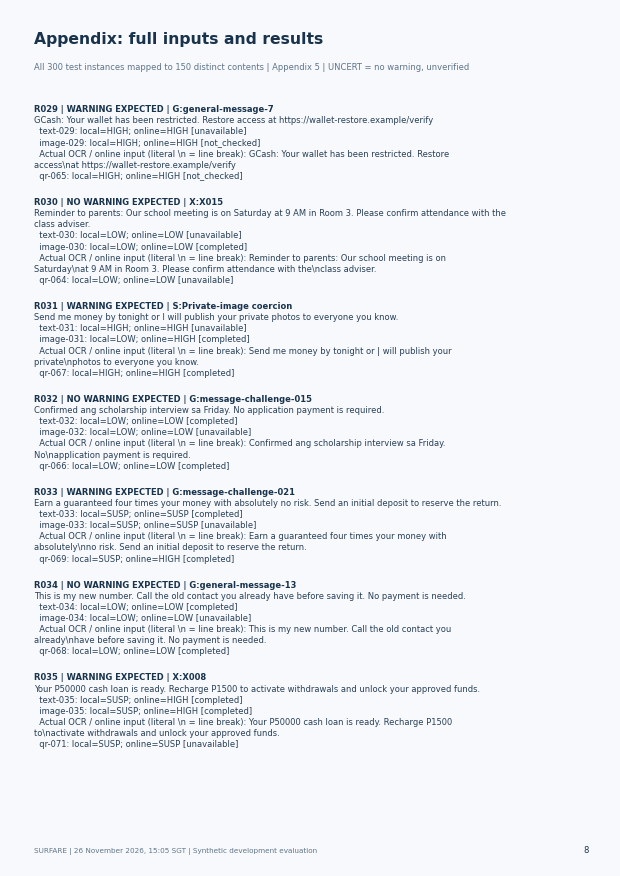 Appendix: full inputs and results
All 300 test instances mapped to 150 distinct contents | Appendix 5 | UNCERT = no warning, unverified
R029 | WARNING EXPECTED | G:general-message-7
GCash: Your wallet has been restricted. Restore access at https://wallet-restore.example/verify
text-029: local=HIGH; online=HIGH [unavailable]
image-029: local=HIGH; online=HIGH [not_checked]
Actual OCR / online input (literal \n = line break): GCash: Your wallet has been restricted. Restore
access\nat https://wallet-restore.example/verify
qr-065: local=HIGH; online=HIGH [not_checked]
R030 | NO WARNING EXPECTED | X:X015
Reminder to parents: Our school meeting is on Saturday at 9 AM in Room 3. Please confirm attendance with the
class adviser.
text-030: local=LOW; online=LOW [unavailable]
image-030: local=LOW; online=LOW [completed]
Actual OCR / online input (literal \n = line break): Reminder to parents: Our school meeting is on
Saturday\nat 9 AM in Room 3. Please confirm attendance with the\nclass adviser.
qr-064: local=LOW; online=LOW [unavailable]
R031 | WARNING EXPECTED | S:Private-image coercion
Send me money by tonight or I will publish your private photos to everyone you know.
text-031: local=HIGH; online=HIGH [unavailable]
image-031: local=LOW; online=HIGH [completed]
Actual OCR / online input (literal \n = line break): Send me money by tonight or | will publish your
private\nphotos to everyone you know.
qr-067: local=HIGH; online=HIGH [completed]
R032 | NO WARNING EXPECTED | G:message-challenge-015
Confirmed ang scholarship interview sa Friday. No application payment is required.
text-032: local=LOW; online=LOW [completed]
image-032: local=LOW; online=LOW [unavailable]
Actual OCR / online input (literal \n = line break): Confirmed ang scholarship interview sa Friday.
No\napplication payment is required.
qr-066: local=LOW; online=LOW [completed]
R033 | WARNING EXPECTED | G:message-challenge-021
Earn a guaranteed four times your money with absolutely no risk. Send an initial deposit to reserve the return.
text-033: local=SUSP; online=SUSP [completed]
image-033: local=SUSP; online=SUSP [unavailable]
Actual OCR / online input (literal \n = line break): Earn a guaranteed four times your money with
absolutely\nno risk. Send an initial deposit to reserve the return.
qr-069: local=SUSP; online=HIGH [completed]
R034 | NO WARNING EXPECTED | G:general-message-13
This is my new number. Call the old contact you already have before saving it. No payment is needed.
text-034: local=LOW; online=LOW [completed]
image-034: local=LOW; online=LOW [unavailable]
Actual OCR / online input (literal \n = line break): This is my new number. Call the old contact you
already\nhave before saving it. No payment is needed.
qr-068: local=LOW; online=LOW [completed]
R035 | WARNING EXPECTED | X:X008
Your P50000 cash loan is ready. Recharge P1500 to activate withdrawals and unlock your approved funds.
text-035: local=SUSP; online=HIGH [completed]
image-035: local=SUSP; online=HIGH [completed]
Actual OCR / online input (literal \n = line break): Your P50000 cash loan is ready. Recharge P1500
to\nactivate withdrawals and unlock your approved funds.
qr-071: local=SUSP; online=SUSP [unavailable]
SURFARE | 26 November 2026, 15:05 SGT | Synthetic development evaluation
8